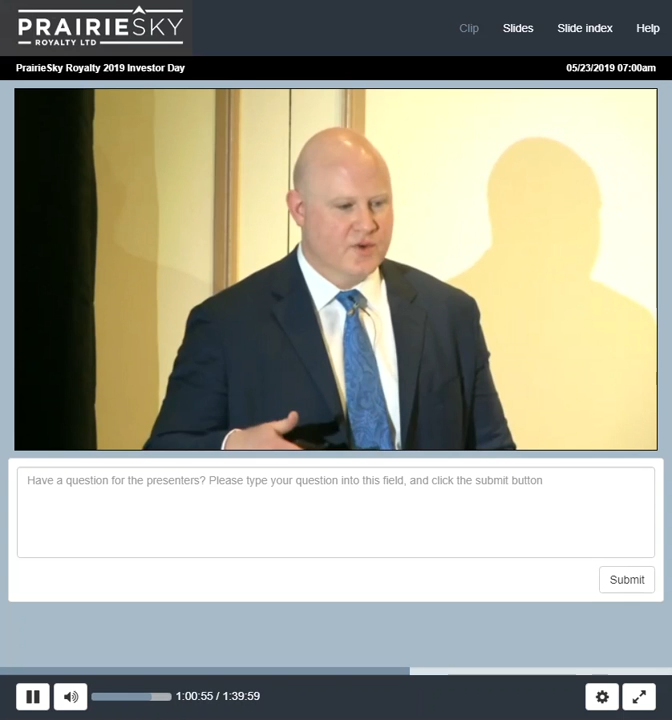 PRAIRIESKY
ROYALTY LTD
Clip Slides Slide index Help
PrairieSky Royalty 2019 Investor Day 05/23/2019 07:00am
Have a question for the presenters? Please type your question into this field, and click the submit button
Submit
1:00:55 / 1:39:59